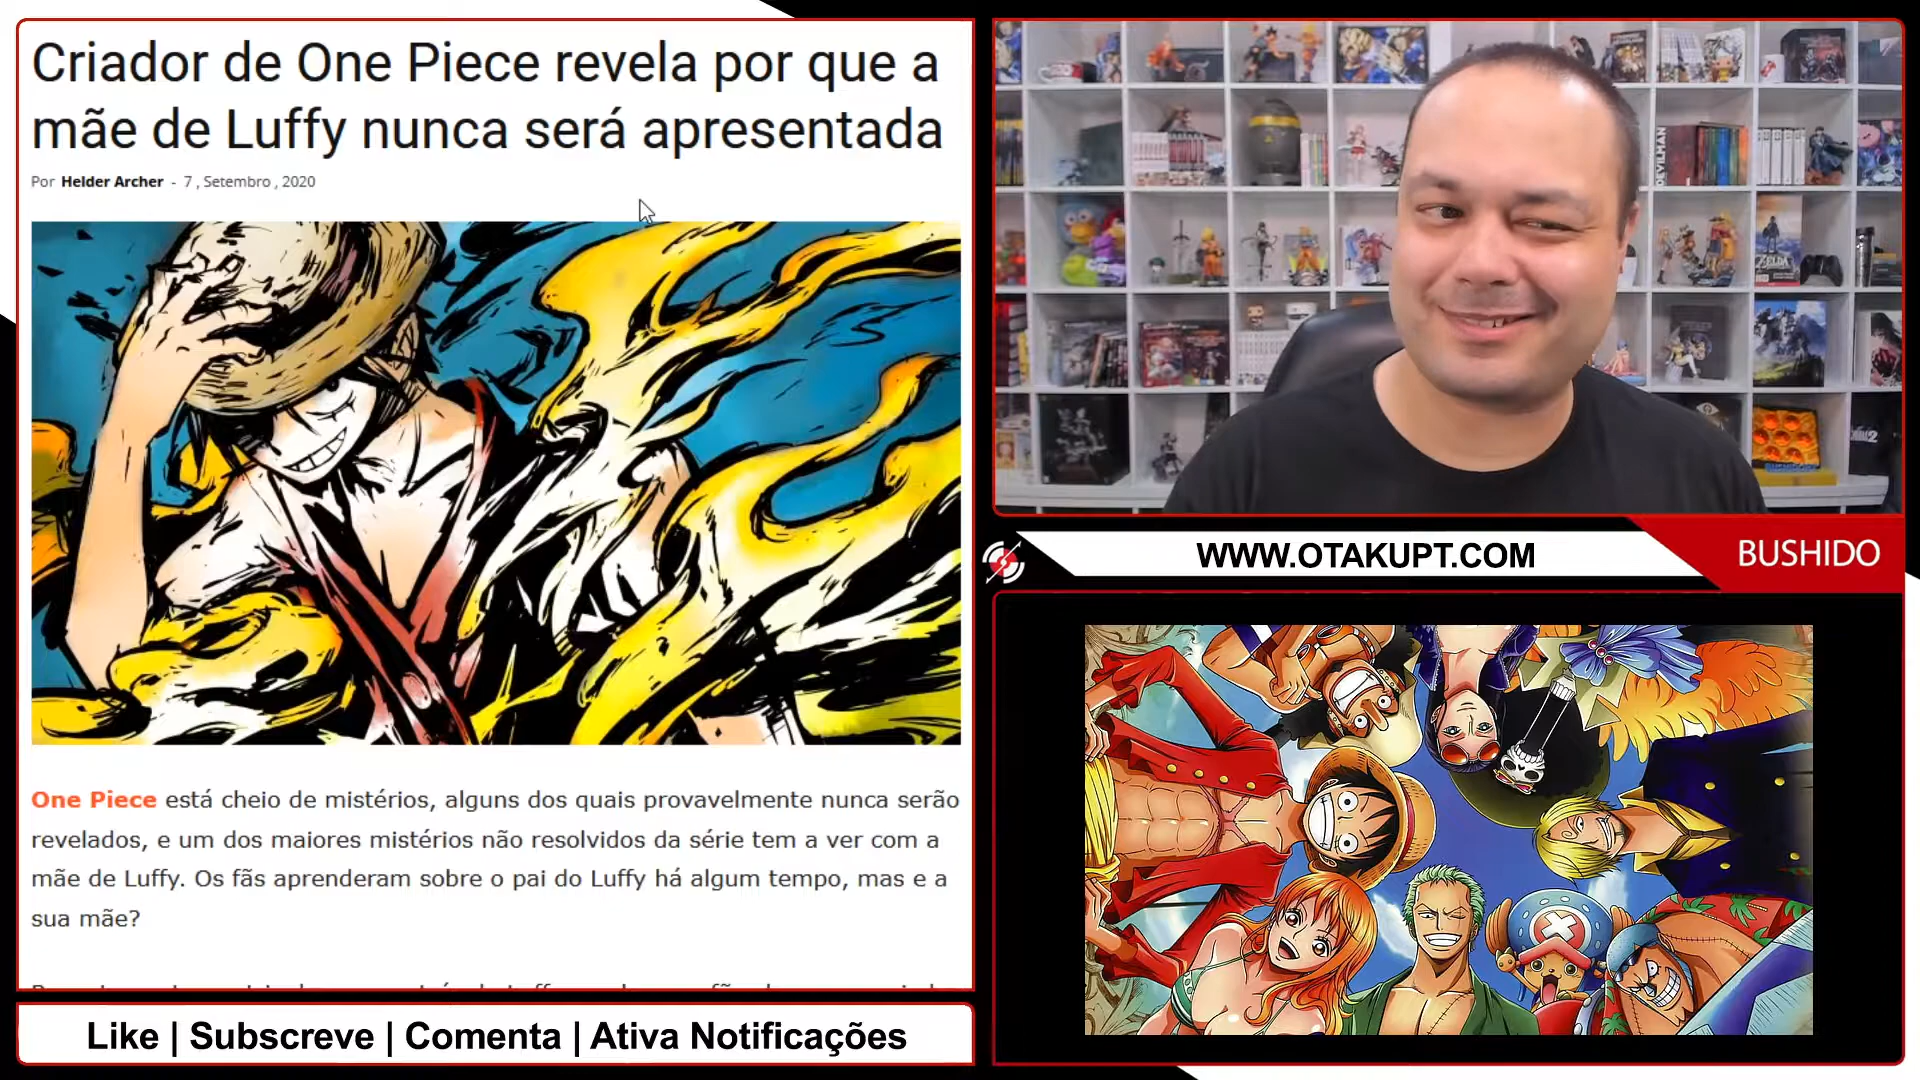 Criador de One Piece revela por que a
mãe de Luffy nunca será apresentada
Por Helder Archer - 7 , Setembro , 2020
One Piece está cheio de mistérios, alguns dos quais provavelmente nunca serão
revelados, e um dos maiores mistérios não resolvidos da série tem a ver com a
mãe de Luffy. Os fãs aprenderam sobre o pai do Luffy há algum tempo, mas e a
sua mãe?
Like | Subscreve | Comenta | Ativa Notificações
DEVILMAN
ZELDA
WWW.OTAKUPT.COM
BUSHIDO